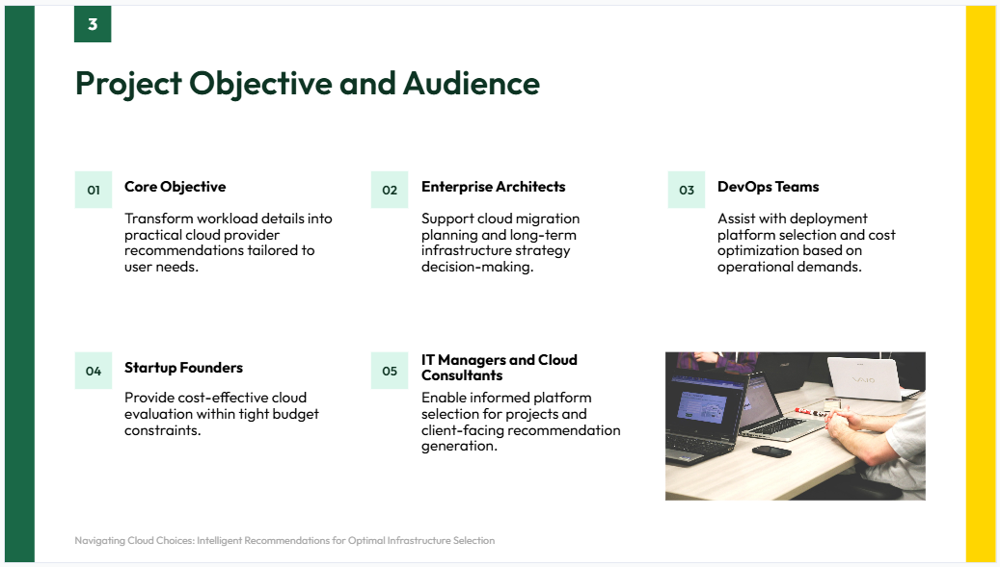 3
Project Objective and Audience
01
Core Objective
Transform workload details into
practical cloud provider
recommendations tailored to
user needs.
02
Enterprise Architects
Support cloud migration
planning and long-term
infrastructure strategy
decision-making.
03
DevOps Teams
Assist with deployment
platform selection and cost
optimization based on
operational demands.
04
Startup Founders
Provide cost-effective cloud
evaluation within tight budget
constraints.
05
IT Managers and Cloud
Consultants
Enable informed platform
selection for projects and
client-facing recommendation
generation.
VAIO
Navigating Cloud Choices: Intelligent Recommendations for Optimal Infrastructure Selection